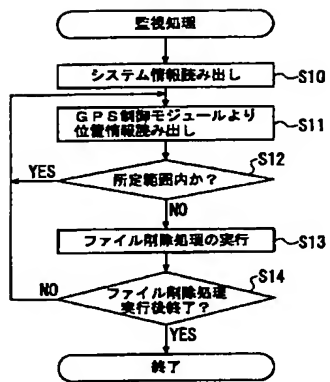 監視処理
システム情報読み出し
S10
GPS制御モジュールより
位置情報読み出し
S11
S12
所定範囲内か?
YES
NO
ファイル削除処理の実行
S13
S14
ファイル削除処理
実行後終了?
NO
YES
終了